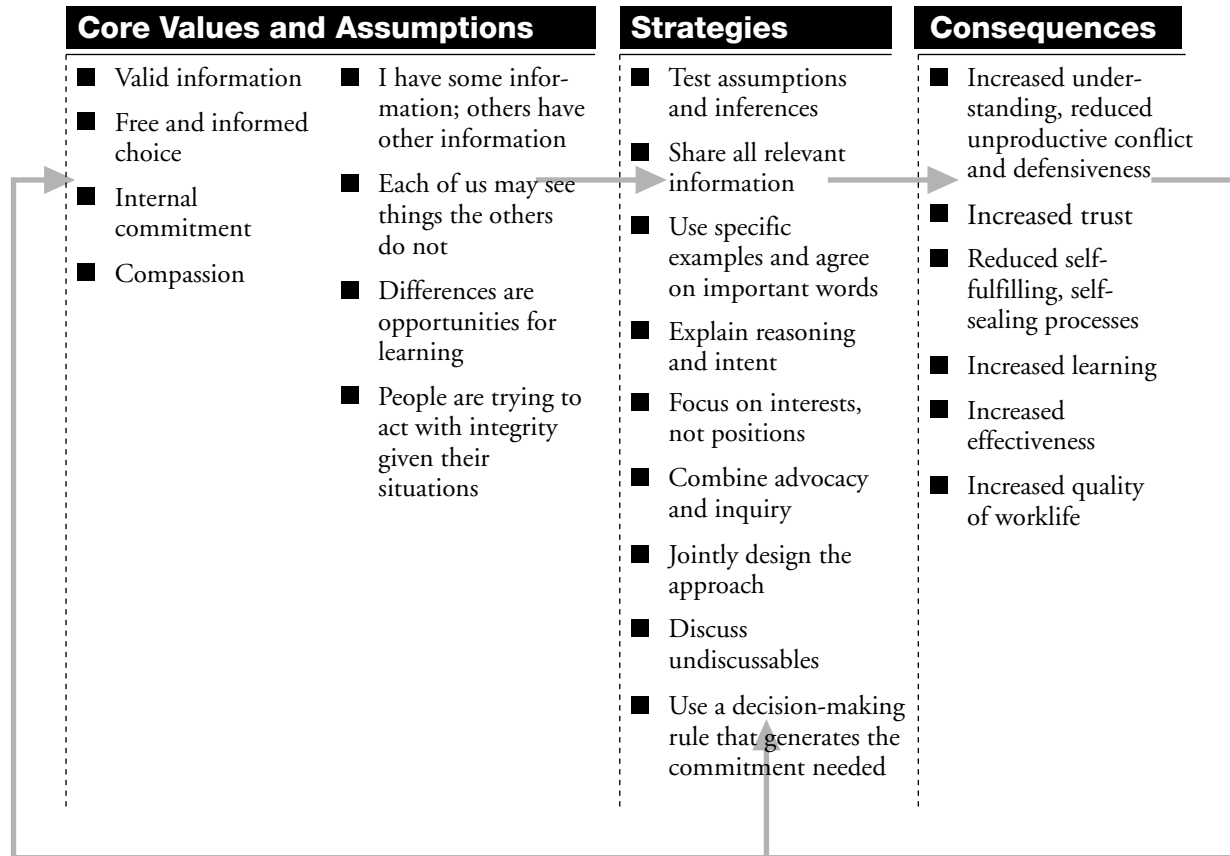 Core Values and Assumptions
Valid information
Free and informed
choice
Internal
commitment
Compassion
I have some infor-
mation; others have
other information
Each of us may see
things the others
do not
Differences are
opportunities for
learning
People are trying to
act with integrity
given their
situations
Strategies
Test assumptions
and inferences
Share all relevant
information
Use specific
examples and agree
on important words
Explain reasoning
and intent
Focus on interests,
not positions
Combine advocacy
and inquiry
Jointly design the
approach
Discuss
undiscussables
Use a decision-making
rule that generates the
commitment needed
Consequences
Increased under-
standing, reduced
unproductive conflict
and defensiveness
Increased trust
Reduced self-
fulfilling, self-
sealing processes
Increased learning
Increased
effectiveness
Increased quality
of worklife